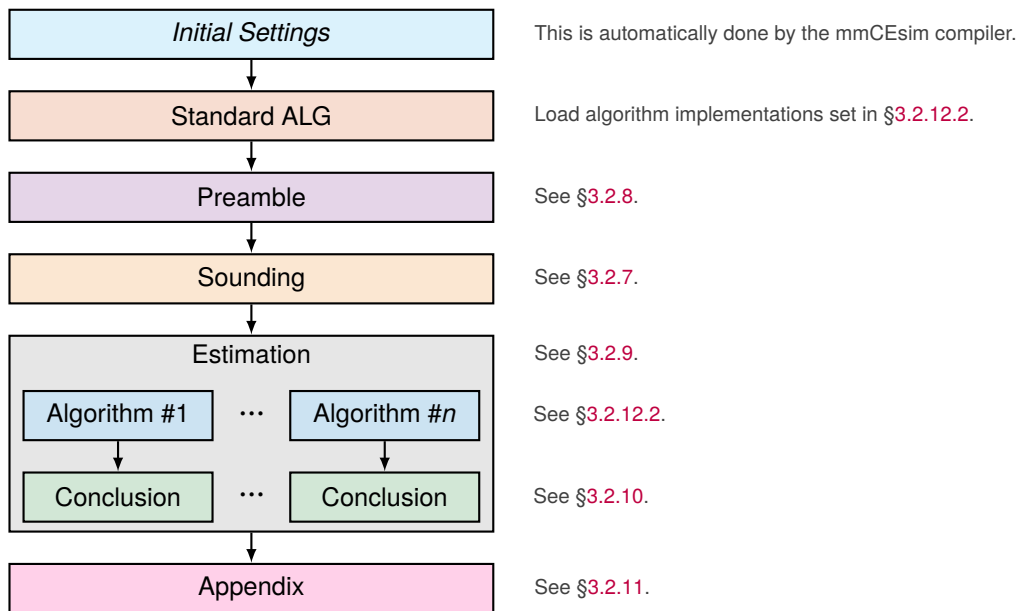 Initial Settings
This is automatically done by the mmCEsim compiler.
Standard ALG
Load algorithm implementations set in §3.2.12.2.
Preamble
See §3.2.8.
Sounding
See §3.2.7.
Estimation
See §3.2.9.
Algorithm #1 ··· Algorithm #n
See §3.2.12.2.
Conclusion ··· Conclusion
See §3.2.10.
Appendix
See §3.2.11.